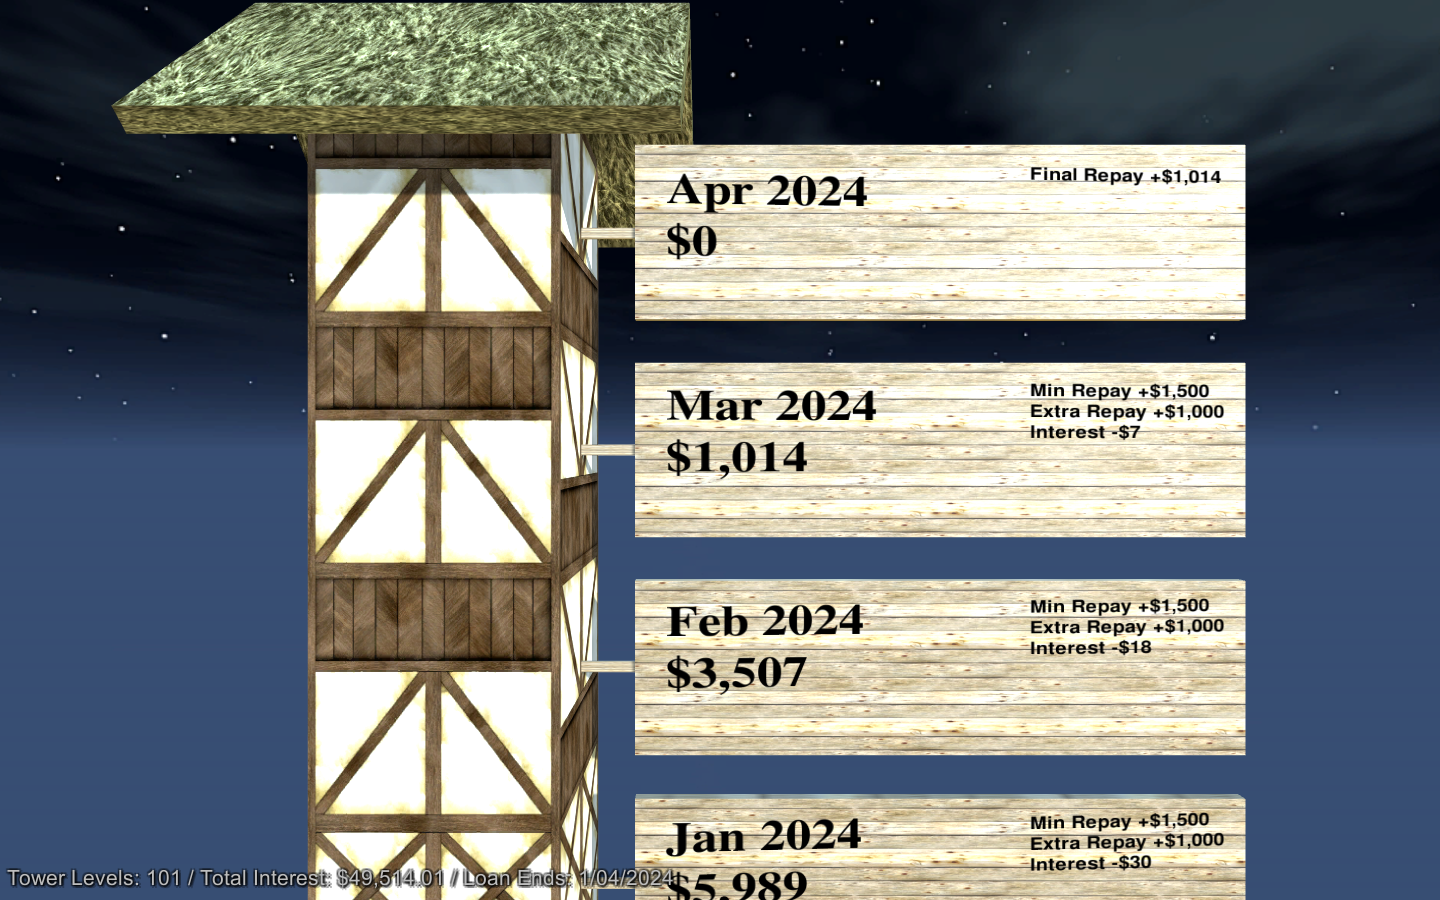 Apr 2024
$0
Final Repay +$1,014
Mar 2024
$1,014
Min Repay +$1,500
Extra Repay +$1,000
Interest -$7
Feb 2024
$3,507
Min Repay +$1,500
Extra Repay +$1,000
Interest -$18
Jan 2024
$5,989
Min Repay +$1,500
Extra Repay +$1,000
Interest -$30
Tower Levels: 101 / Total Interest: $49,514.01 / Loan Ends: 1/04/2024